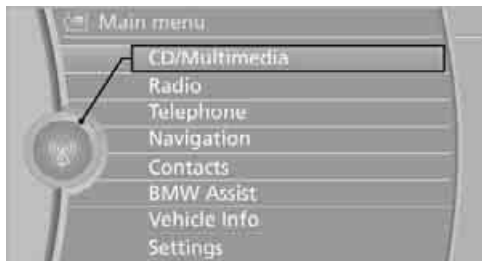 Main menu
CD/Multimedia
Radio
Telephone
Navigation
Contacts
BMW Assist
Vehicle Info
Settings